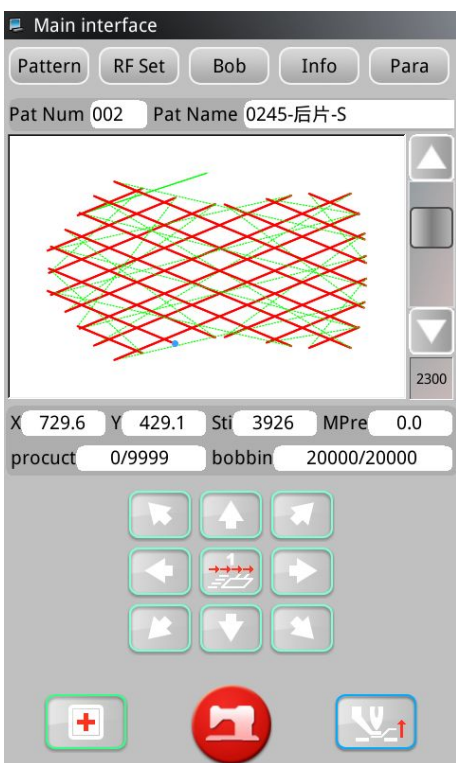 Main interface
Pattern RF Set Bob Info Para
Pat Num 002 Pat Name 0245-后片-S
2300
X 729.6 Y 429.1 Sti 3926 MPre 0.0
procuct 0/9999 bobbin 20000/20000
1